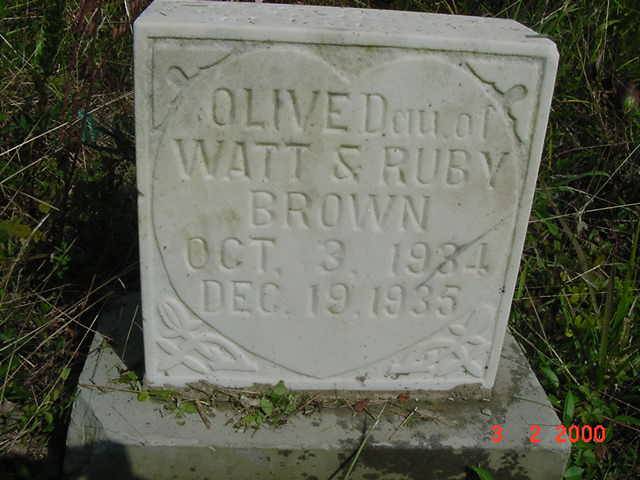 OLIVE Dau. of
WATT & RUBY
BROWN
OCT. 3, 1934
DEC. 19, 1935
3 2 2000